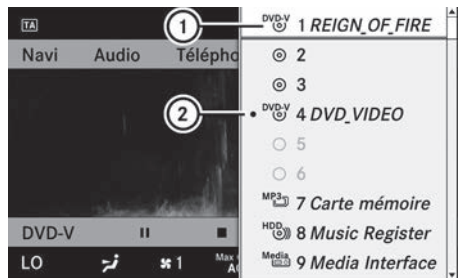 TA
Navi Audio Télépho
DVD-V
LO 1 Max
A
1
2
DVD-V 1 REIGN_OF_FIRE
2
3
DVD-V 4 DVD_VIDEO
5
6
MP3 7 Carte mémoire
HDD 8 Music Register
Media 9 Media Interface